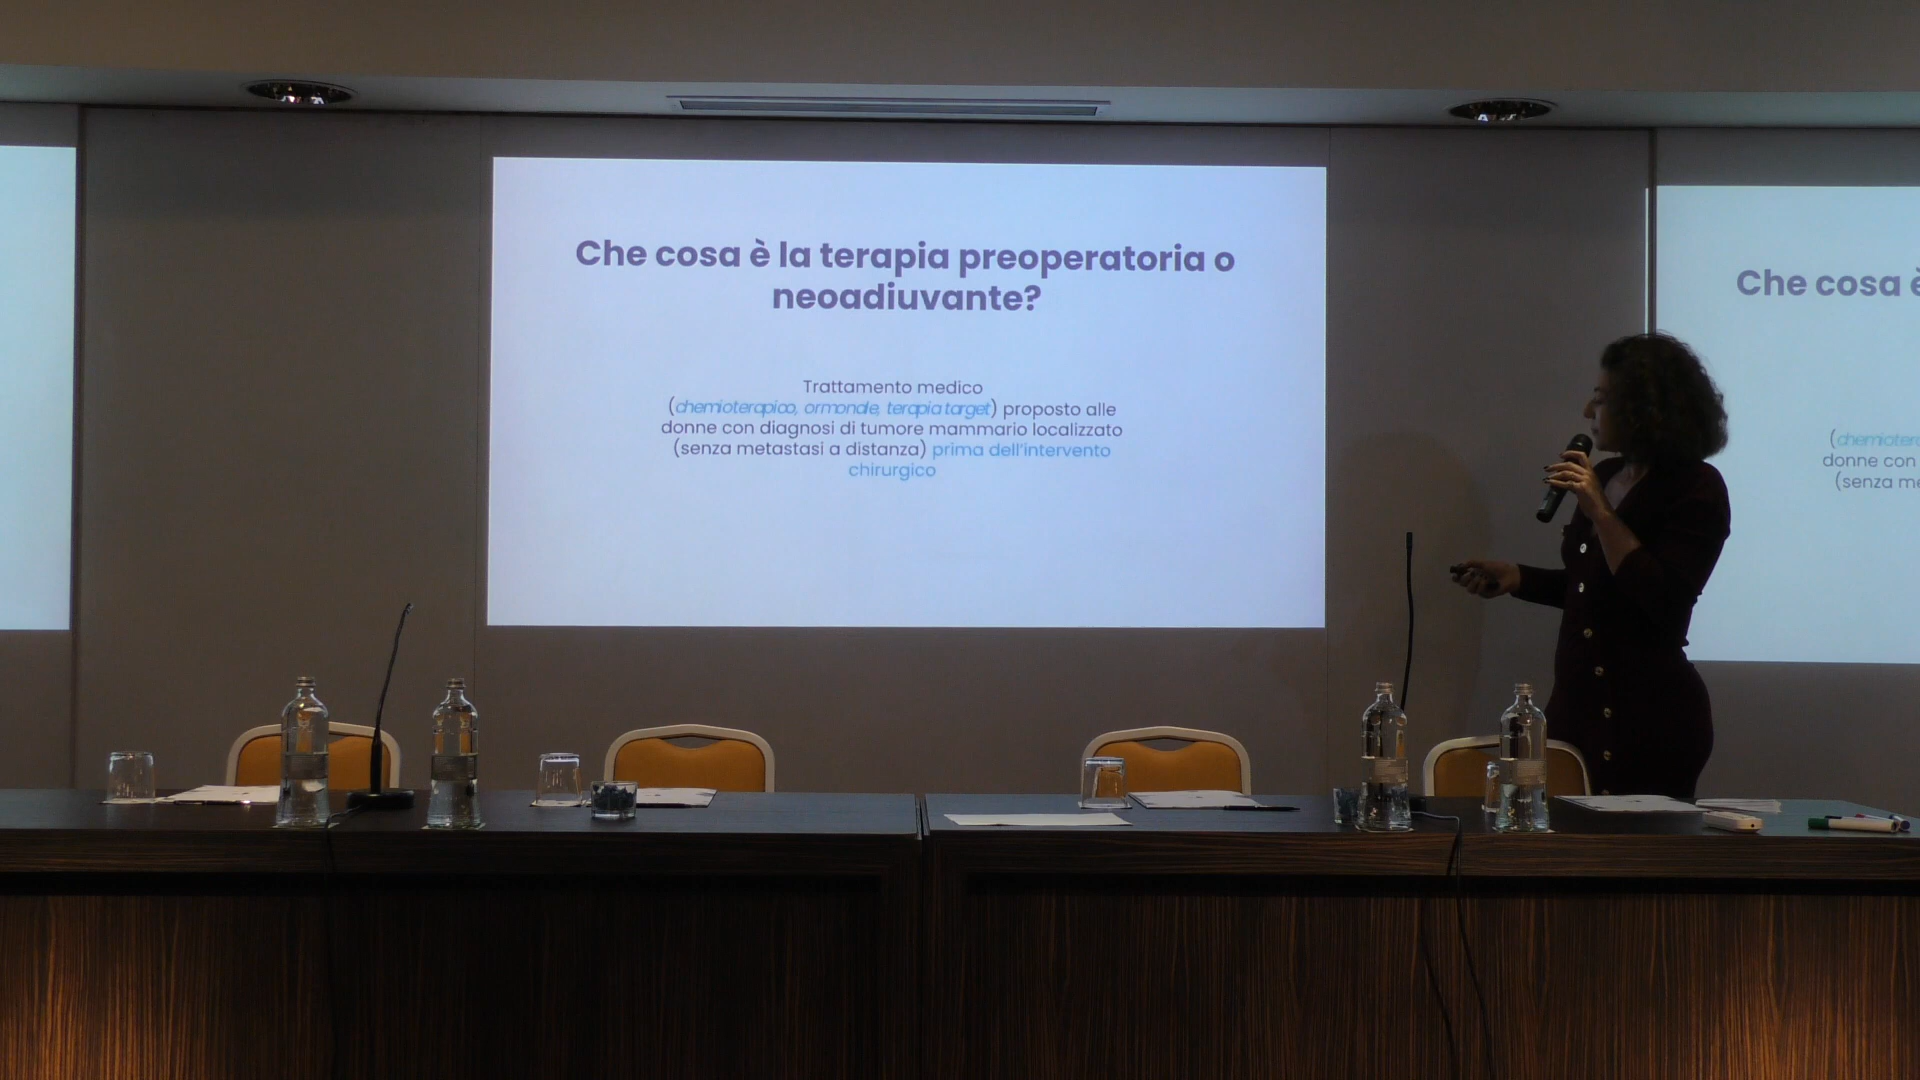 Che cosa è la terapia preoperatoria o
neoadiuvante?
Trattamento medico
(chemioterapico, ormonale, terapia target) proposto alle
donne con diagnosi di tumore mammario localizzato
(senza metastasi a distanza) prima dell'intervento
chirurgico
Che cosa è
(chemiotera
donne con
(senza me